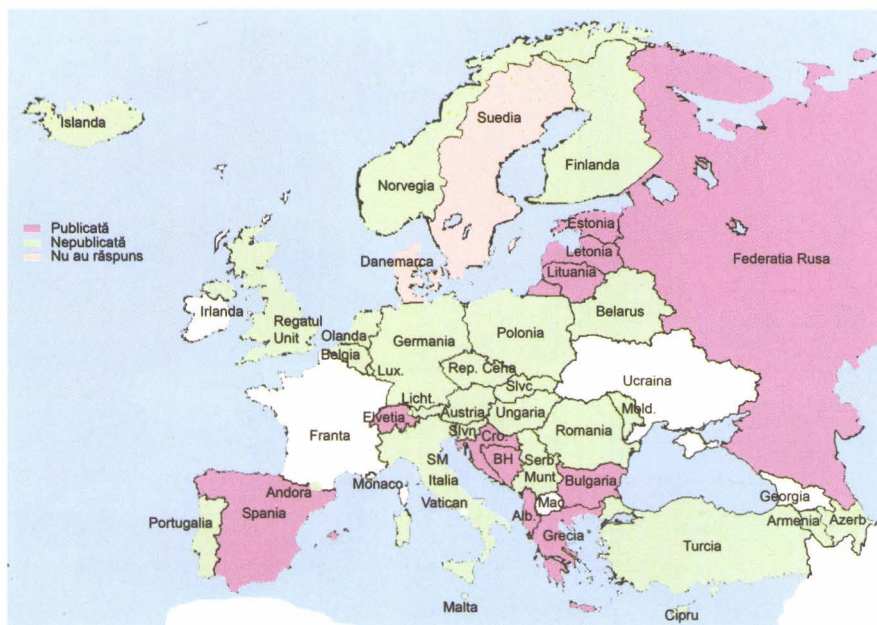 Islanda
Suedia
Norvegia
Finlanda
Publicată
Nepublicată
Nu au răspuns
Estonia
Letonia
Lituania
Federatia Rusa
Danemarca
Irlanda
Regatul
Unit
Olanda
Belgia
Lux.
Germania
Polonia
Belarus
Rep. Ceha
Slvc.
Ucraina
Licht.
Elvetia
Austria
Ungaria
Mold.
Franta
Slvn.
Cro.
Romania
SM
BH
Serb.
Munt
Italia
Monaco
Vatican
Bulgaria
Georgia
Andora
Spania
Portugalia
Mac.
Alb.
Grecia
Armenia
Azerb
Turcia
Malta
Cipru